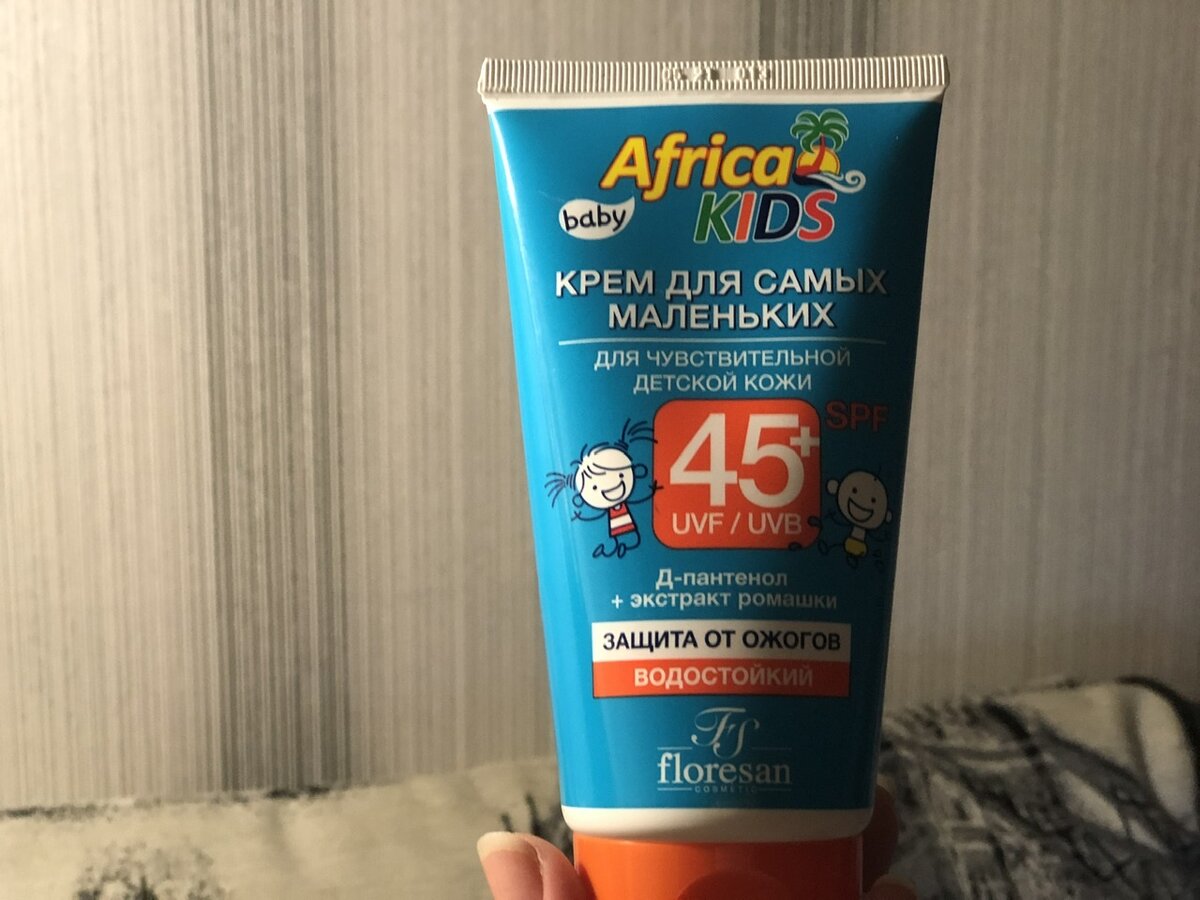 Africa
baby
KIDS
КРЕМ ДЛЯ САМЫХ
МАЛЕНЬКИХ
ДЛЯ ЧУВСТВИТЕЛЬНОЙ
ДЕТСКОЙ КОЖИ
45+ SPF
UVF / UVB
Д-пантенол
+ экстракт ромашки
ЗАЩИТА ОТ ОЖОГОВ
ВОДОСТОЙКИЙ
FS
floresan
COSMETIC